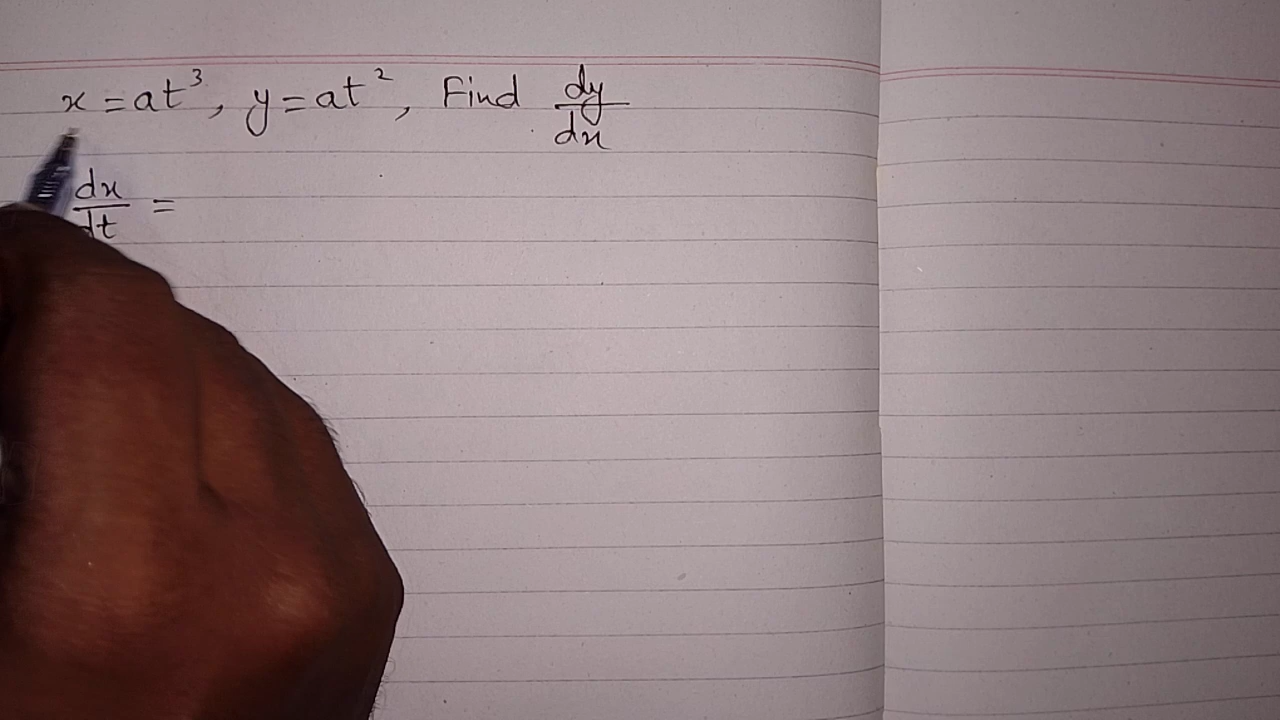 x = at³, y = at², Find dy/dx
dx/dt =